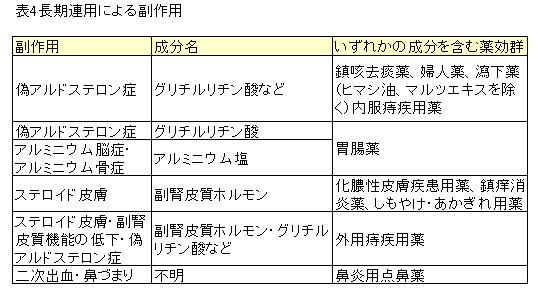 表4長期連用による副作用
副作用 成分名 いずれかの成分を含む薬効群
偽アルドステロン症 グリチルリチン酸など 鎮咳去痰薬、婦人薬、瀉下薬
(ヒマシ油、マルツエキスを除
く)内服痔疾用薬
偽アルドステロン症 グリチルリチン酸
アルミニウム脳症・
アルミニウム骨症 アルミニウム塩 胃腸薬
ステロイド皮膚 副腎皮質ホルモン 化膿性皮膚疾患用薬、鎮痒消
炎薬、しもやけ・あかぎれ用薬
ステロイド皮膚・副腎
皮質機能の低下・偽
アルドステロン症 副腎皮質ホルモン・グリチル
リチン酸など 外用痔疾用薬
二次出血・鼻づまり 不明 鼻炎用点鼻薬